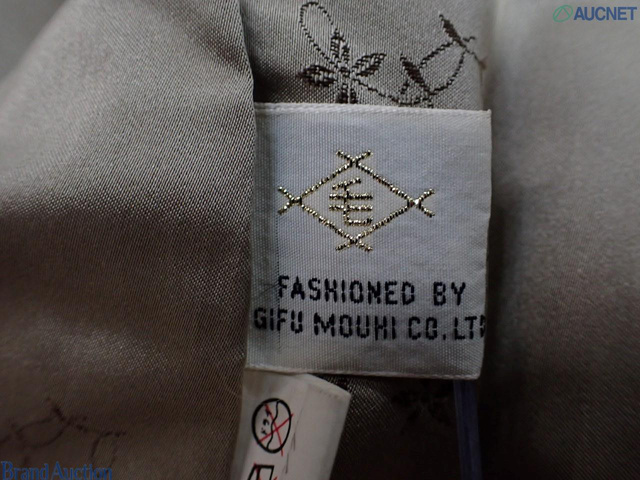 AUCNET
毛
FASHIONED BY
GIFU MOUHI CO.LTD
Brand Auction